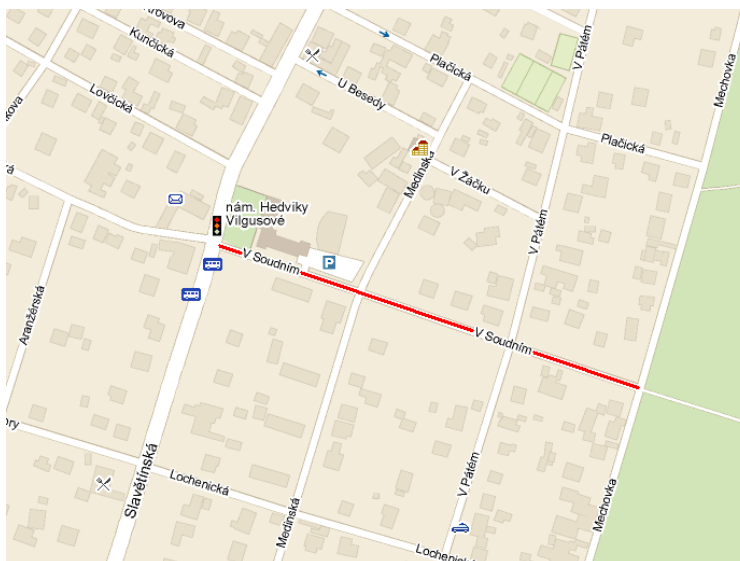 Kunčická
Plačická
V Pátém
Mechovka
Lovčická
U Besedy
Plačická
Medinská
V Žáčku
nám. Hedviky
Vilgusové
V Pátém
V Soudním
P
Aranžérská
V Soudním
Slavětínská
Lochenická
V Pátém
Medinská
Mechovka
Lochenická